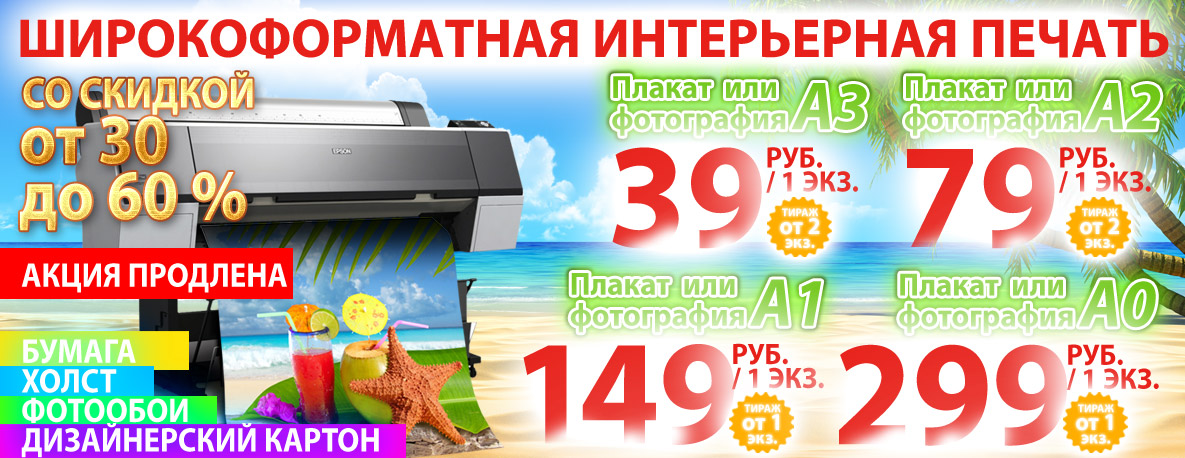 ШИРОКОФОРМАТНАЯ ИНТЕРЬЕРНАЯ ПЕЧАТЬ
СО СКИДКОЙ
от 30
до 60 %
EPSON
АКЦИЯ ПРОДЛЕНА
БУМАГА
ХОЛСТ
ФОТООБОИ
ДИЗАЙНЕРСКИЙ КАРТОН
Плакат или
фотография А3
39 РУБ.
/ 1 ЭКЗ.
ТИРАЖ
от 2
экз.
Плакат или
фотография А2
79 РУБ.
/ 1 ЭКЗ.
ТИРАЖ
от 2
экз.
Плакат или
фотография А1
149 РУБ.
/ 1 ЭКЗ.
ТИРАЖ
от 1
экз.
Плакат или
фотография А0
299 РУБ.
/ 1 ЭКЗ.
ТИРАЖ
от 1
экз.